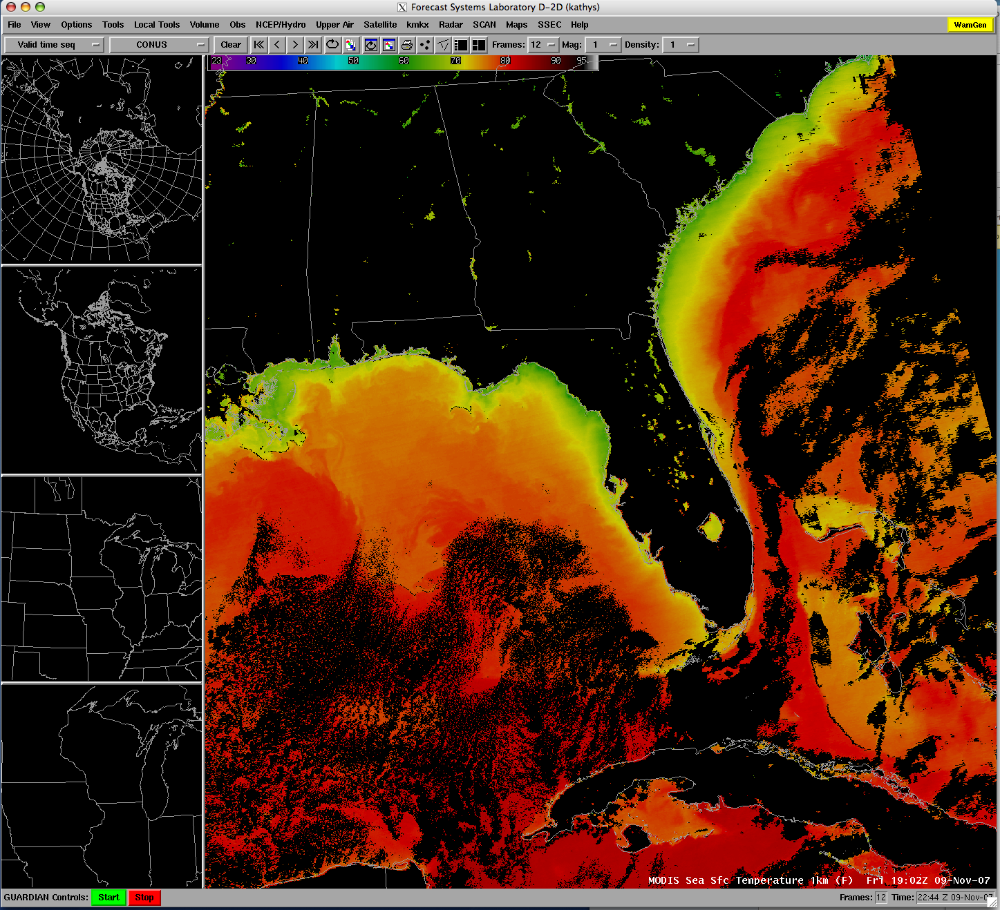 Forecast Systems Laboratory D-2D (kathys)
File View Options Tools Local Tools Volume Obs NCEP/Hydro Upper Air Satellite kmkx Radar SCAN Maps SSEC Help WarnGen
Valid time seq CONUS Clear Frames: 12 Mag: 1 Density: 1
23 30 40 50 60 70 80 90 95
MODIS Sea Sfc Temperature 1km (F) Fri 19:02Z 09-Nov-07
GUARDIAN Controls: Start Stop Frames: 12 Time: 22:44 Z 09-Nov-07